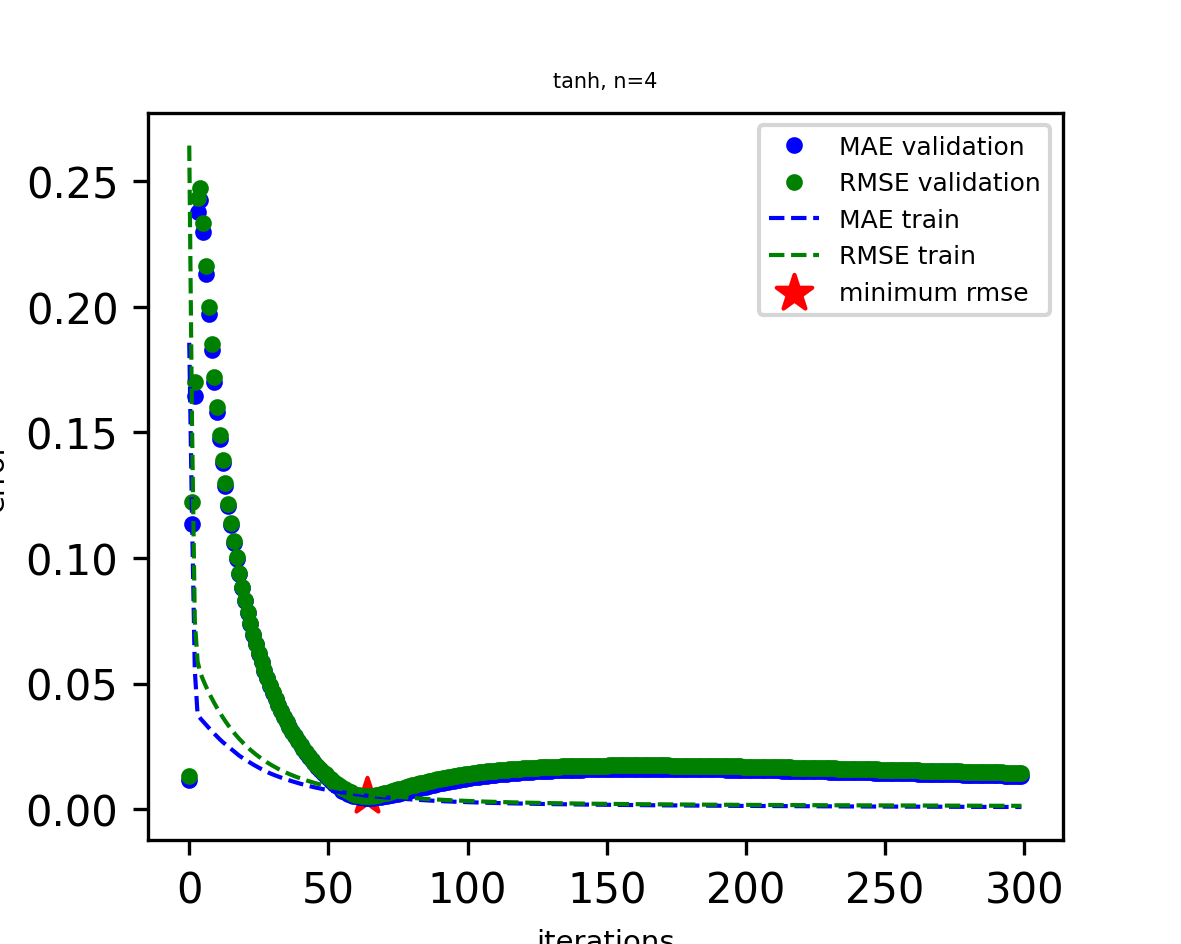 tanh, n=4
MAE validation
RMSE validation
MAE train
RMSE train
minimum rmse
0.25
0.20
0.15
0.10
0.05
0.00
0 50 100 150 200 250 300
iterations